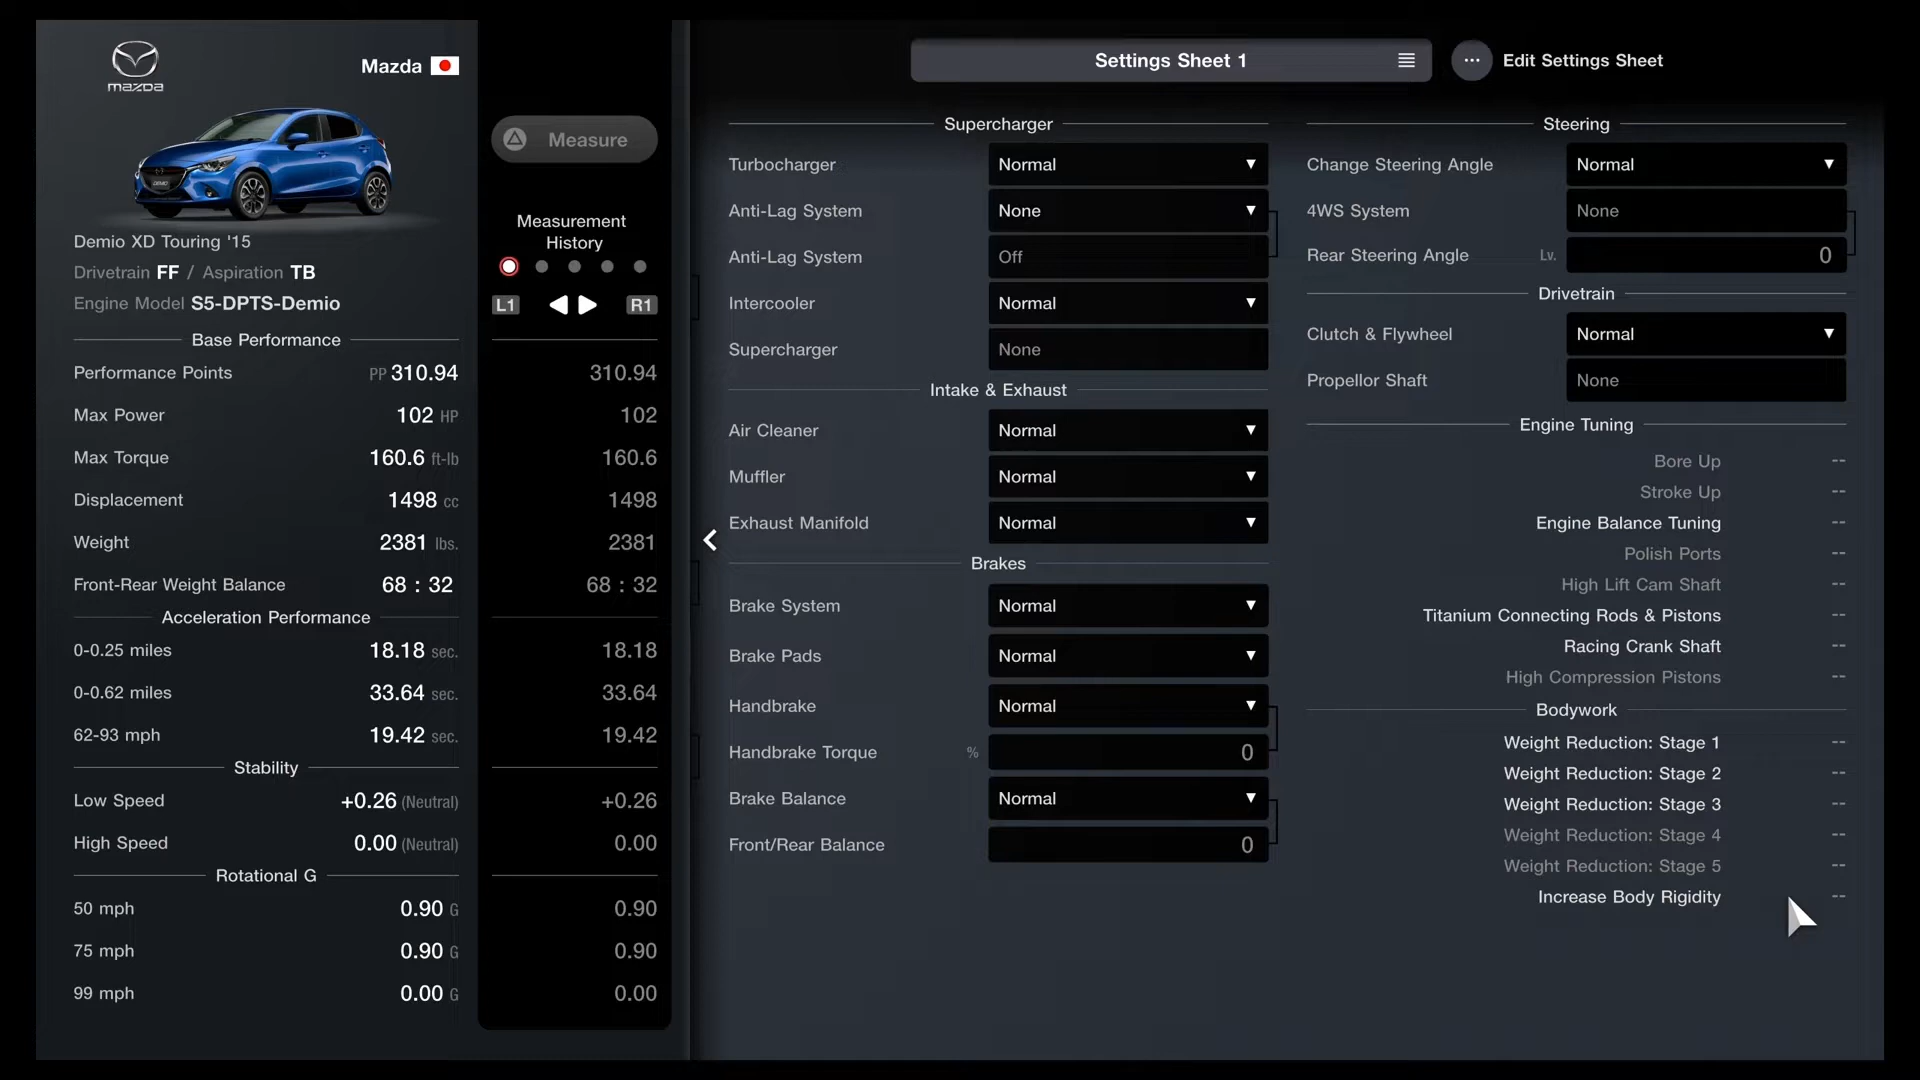 mazda
Mazda
DEMIO
Demio XD Touring '15
Drivetrain FF / Aspiration TB
Engine Model S5-DPTS-Demio
Base Performance
Performance Points PP 310.94
Max Power 102 HP
Max Torque 160.6 ft-lb
Displacement 1498 cc
Weight 2381 lbs.
Front-Rear Weight Balance 68 : 32
Acceleration Performance
0-0.25 miles 18.18 sec.
0-0.62 miles 33.64 sec.
62-93 mph 19.42 sec.
Stability
Low Speed +0.26 (Neutral)
High Speed 0.00 (Neutral)
Rotational G
50 mph 0.90 G
75 mph 0.90 G
99 mph 0.00 G
Measure
Measurement
History
L1 R1
310.94
102
160.6
1498
2381
68 : 32
18.18
33.64
19.42
+0.26
0.00
0.90
0.90
0.00
Settings Sheet 1
··· Edit Settings Sheet
Supercharger
Turbocharger Normal
Anti-Lag System None
Anti-Lag System Off
Intercooler Normal
Supercharger None
Intake & Exhaust
Air Cleaner Normal
Muffler Normal
Exhaust Manifold Normal
Brakes
Brake System Normal
Brake Pads Normal
Handbrake Normal
Handbrake Torque % 0
Brake Balance Normal
Front/Rear Balance 0
Steering
Change Steering Angle Normal
4WS System None
Rear Steering Angle Lv. 0
Drivetrain
Clutch & Flywheel Normal
Propellor Shaft None
Engine Tuning
Bore Up --
Stroke Up --
Engine Balance Tuning --
Polish Ports --
High Lift Cam Shaft --
Titanium Connecting Rods & Pistons --
Racing Crank Shaft --
High Compression Pistons --
Bodywork
Weight Reduction: Stage 1 --
Weight Reduction: Stage 2 --
Weight Reduction: Stage 3 --
Weight Reduction: Stage 4 --
Weight Reduction: Stage 5 --
Increase Body Rigidity --